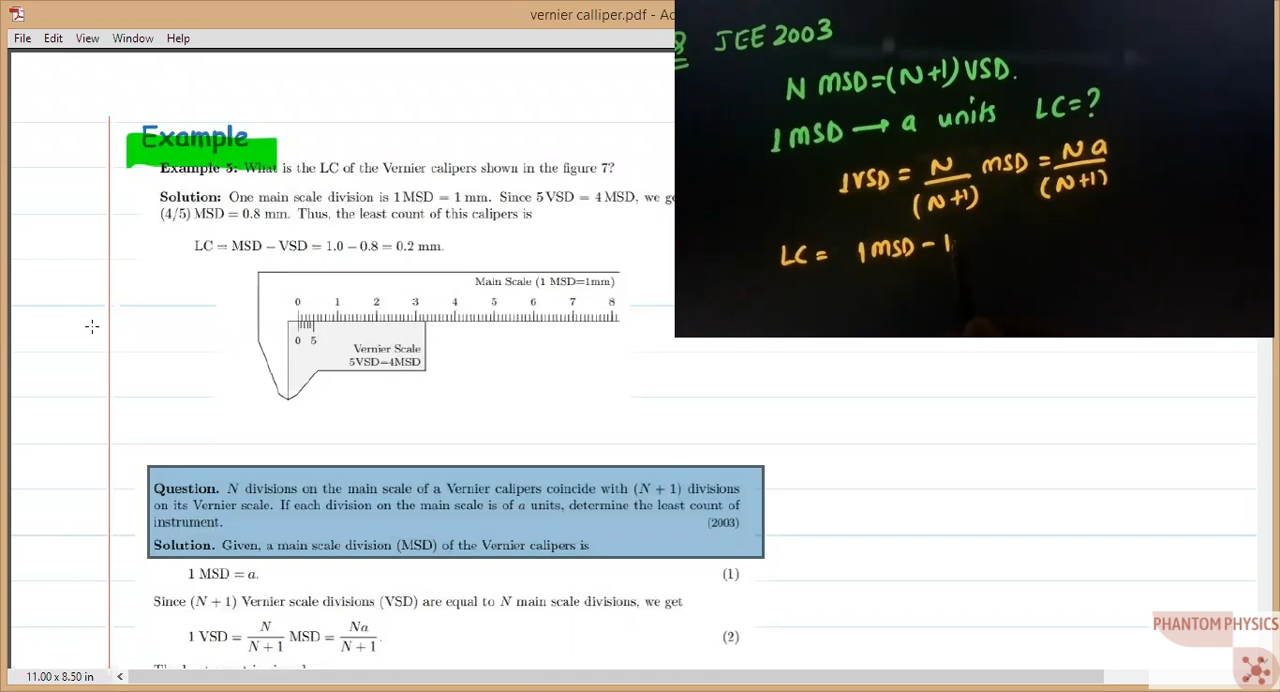 vernier calliper.pdf - Ac
File Edit View Window Help
Example
Example 5: What is the LC of the Vernier calipers shown in the figure 7?
Solution: One main scale division is 1 MSD = 1 mm. Since 5 VSD = 4 MSD, we ge
(4/5) MSD = 0.8 mm. Thus, the least count of this calipers is
LC = MSD − VSD = 1.0 − 0.8 = 0.2 mm.
Main Scale (1 MSD=1mm)
0 1 2 3 4 5 6 7 8
0 5
Vernier Scale
5VSD=4MSD
8 JEE 2003
N MSD=(N+1) VSD.
1 MSD → a units LC=?
1VSD = N/(N+1) MSD = Na/(N+1)
LC = 1MSD − 1
Question. N divisions on the main scale of a Vernier calipers coincide with (N + 1) divisions
on its Vernier scale. If each division on the main scale is of a units, determine the least count of
instrument. (2003)
Solution. Given, a main scale division (MSD) of the Vernier calipers is
1 MSD = a. (1)
Since (N + 1) Vernier scale divisions (VSD) are equal to N main scale divisions, we get
1 VSD = N/N + 1 MSD = Na/N + 1. (2)
PHANTOM PHYSICS
11.00 x 8.50 in